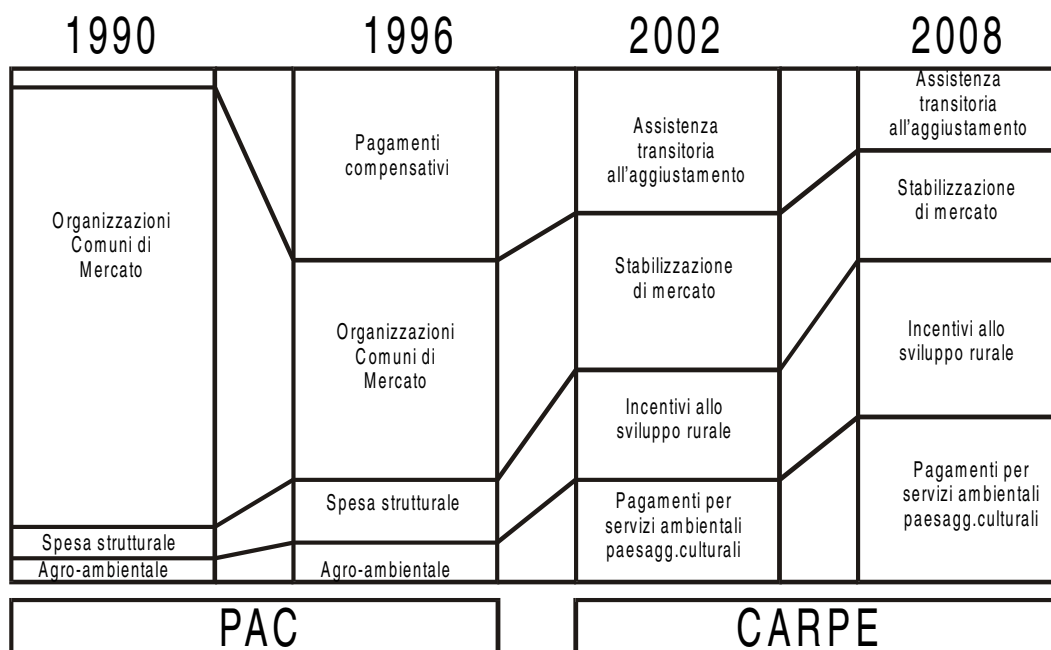 1990
1996
2002
2008
Organizzazioni
Comuni di
Mercato
Spesa strutturale
Agro-ambientale
Pagamenti
compensativi
Organizzazioni
Comuni di
Mercato
Spesa strutturale
Agro-ambientale
Assistenza
transitoria
all'aggiustamento
Stabilizzazione
di mercato
Incentivi allo
sviluppo rurale
Pagamenti per
servizi ambientali
paesagg.culturali
Assistenza
transitoria
all'aggiustamento
Stabilizzazione
di mercato
Incentivi allo
sviluppo rurale
Pagamenti per
servizi ambientali
paesagg.culturali
PAC
CARPE